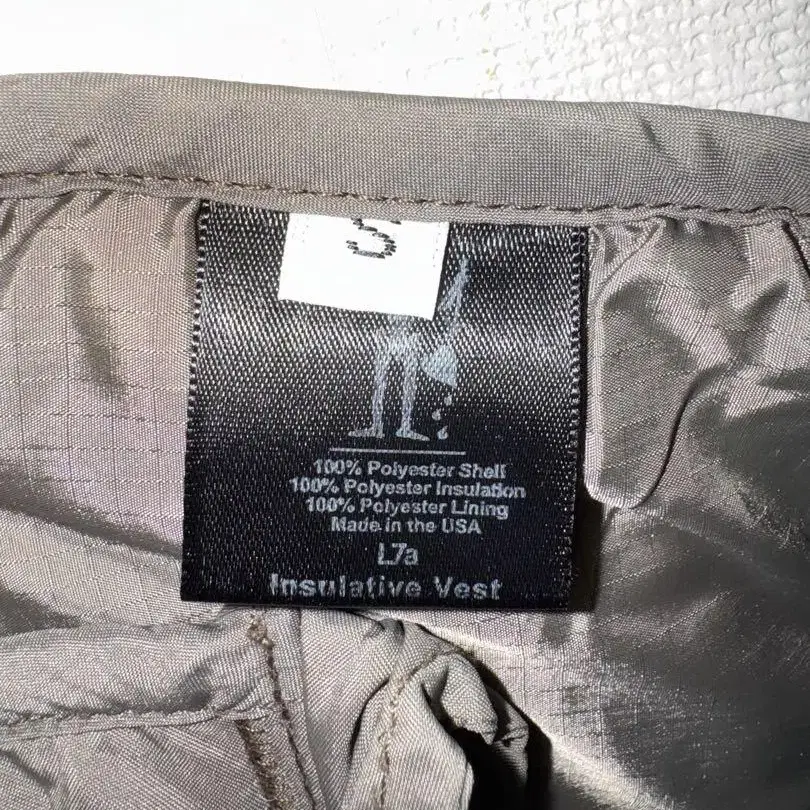 S
100% Polyester Shell
100% Polyester Insulation
100% Polyester Lining
Made in the USA
L7a
Insulative Vest